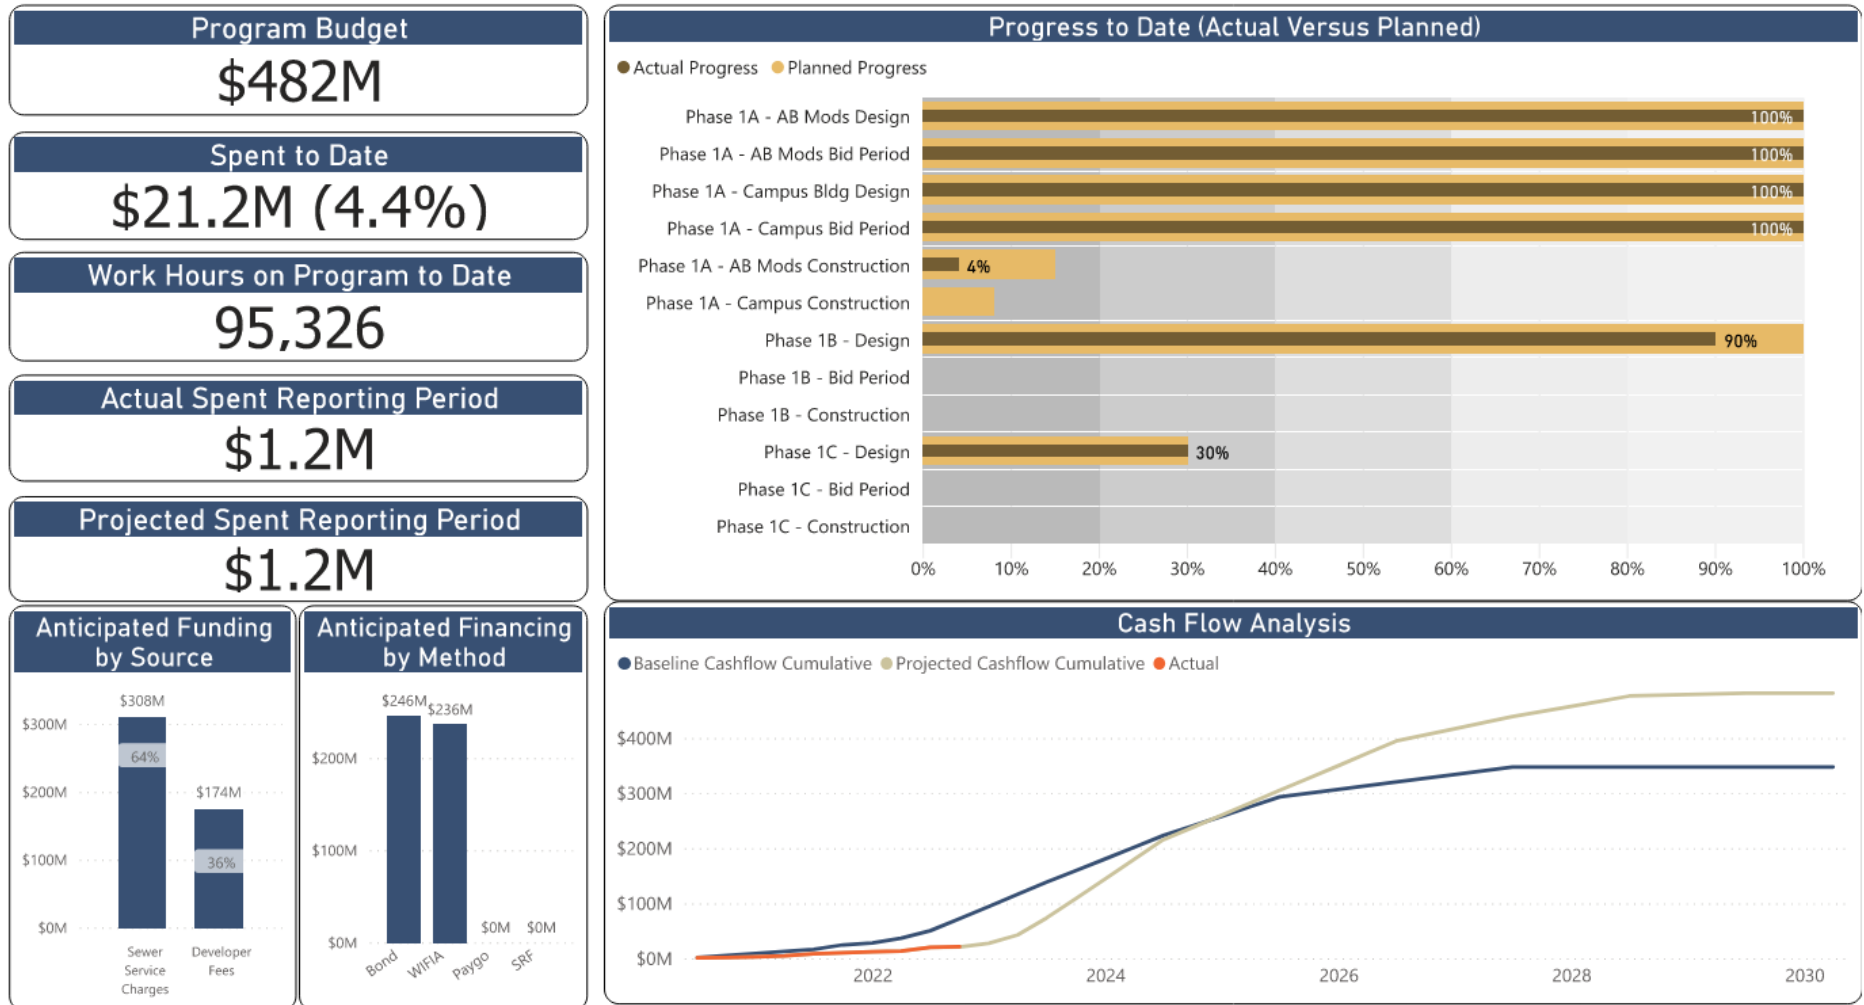 Program Budget
$482M
Spent to Date
$21.2M (4.4%)
Work Hours on Program to Date
95,326
Actual Spent Reporting Period
$1.2M
Projected Spent Reporting Period
$1.2M
Progress to Date (Actual Versus Planned)
Actual Progress Planned Progress
Phase 1A - AB Mods Design 100%
Phase 1A - AB Mods Bid Period 100%
Phase 1A - Campus Bldg Design 100%
Phase 1A - Campus Bid Period 100%
Phase 1A - AB Mods Construction 4%
Phase 1A - Campus Construction
Phase 1B - Design 90%
Phase 1B - Bid Period
Phase 1B - Construction
Phase 1C - Design 30%
Phase 1C - Bid Period
Phase 1C - Construction
0% 10% 20% 30% 40% 50% 60% 70% 80% 90% 100%
Anticipated Funding
by Source
$308M
$300M
64%
$200M
$174M
$100M
36%
$0M
Sewer
Service
Charges
Developer
Fees
Anticipated Financing
by Method
$246M
$236M
$200M
$100M
$0M
$0M
$0M
Bond
WIFIA
Paygo
SRF
Cash Flow Analysis
Baseline Cashflow Cumulative Projected Cashflow Cumulative Actual
$400M
$300M
$200M
$100M
$0M
2022 2024 2026 2028 2030